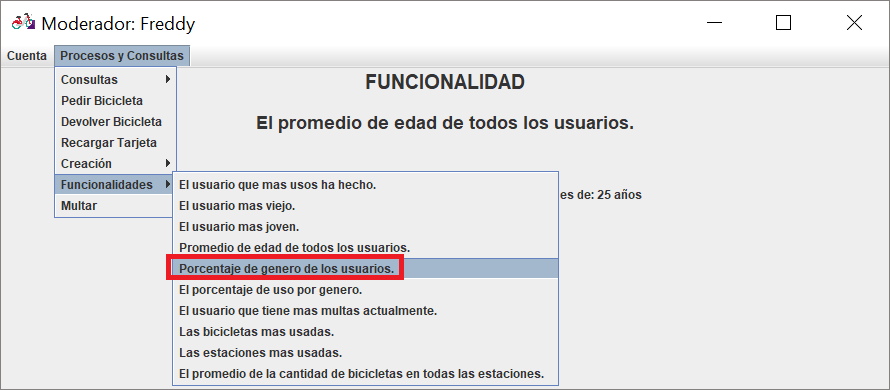 Moderador: Freddy
Cuenta Procesos y Consultas
FUNCIONALIDAD
El promedio de edad de todos los usuarios.
es de: 25 años
Consultas
Pedir Bicicleta
Devolver Bicicleta
Recargar Tarjeta
Creación
Funcionalidades
Multar
El usuario que mas usos ha hecho.
El usuario mas viejo.
El usuario mas joven.
Promedio de edad de todos los usuarios.
Porcentaje de genero de los usuarios.
El porcentaje de uso por genero.
El usuario que tiene mas multas actualmente.
Las bicicletas mas usadas.
Las estaciones mas usadas.
El promedio de la cantidad de bicicletas en todas las estaciones.